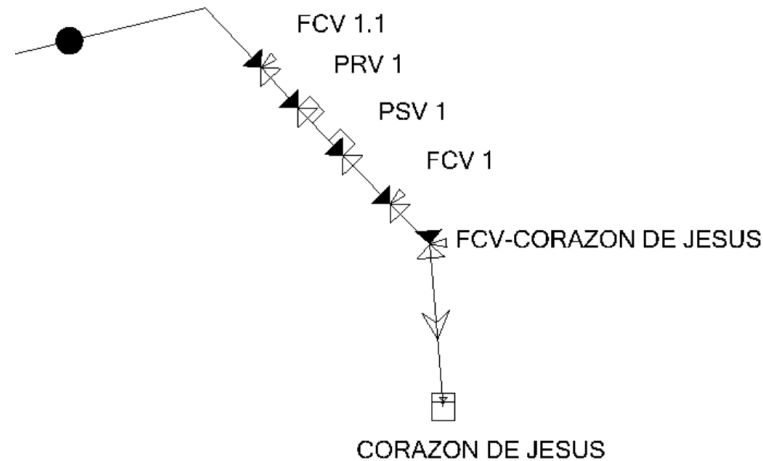 FCV 1.1
PRV 1
PSV 1
FCV 1
FCV-CORAZON DE JESUS
CORAZON DE JESUS